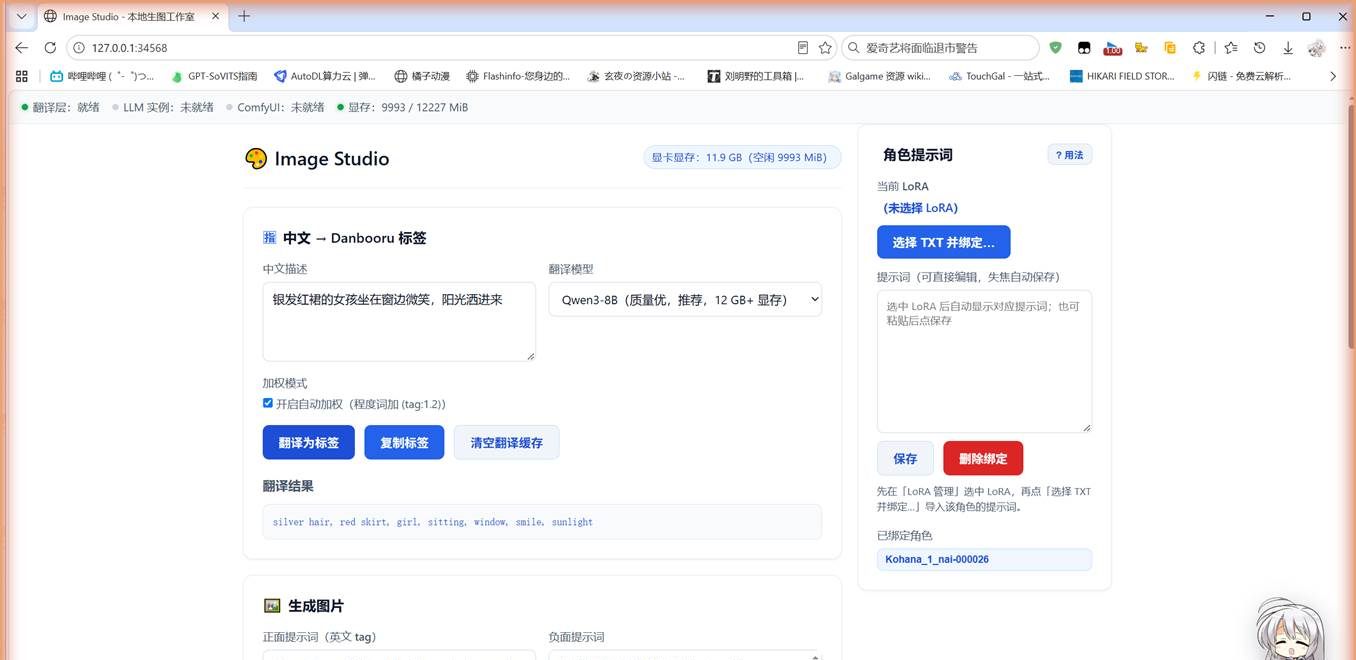 Image Studio - 本地生图工作室
127.0.0.1:34568
爱奇艺将面临退市警告
1.00
哔哩哔哩 (゜-゜)つ...
GPT-SoVITS指南
AutoDL算力云 | 弹...
橘子动漫
Flashinfo-您身边的...
玄夜の资源小站 -...
刘明野的工具箱 |...
Galgame 资源 wiki...
TouchGal - 一站式...
HIKARI FIELD STOR...
闪链 - 免费云解析...
翻译层：就绪
LLM 实例：未就绪
ComfyUI：未就绪
显存：9993 / 12227 MiB
Image Studio
显卡显存：11.9 GB（空闲 9993 MiB）
中文 → Danbooru 标签
中文描述
银发红裙的女孩坐在窗边微笑，阳光洒进来
翻译模型
Qwen3-8B（质量优，推荐，12 GB+ 显存）
加权模式
开启自动加权（程度词加 (tag:1.2)）
翻译为标签
复制标签
清空翻译缓存
翻译结果
silver hair, red skirt, girl, sitting, window, smile, sunlight
生成图片
正面提示词（英文 tag）
负面提示词
角色提示词
? 用法
当前 LoRA
(未选择 LoRA)
选择 TXT 并绑定...
提示词（可直接编辑，失焦自动保存）
选中 LoRA 后自动显示对应提示词；也可
粘贴后点保存
保存
删除绑定
先在「LoRA 管理」选中 LoRA，再点「选择 TXT
并绑定...」导入该角色的提示词。
已绑定角色
Kohana_1_nai-000026